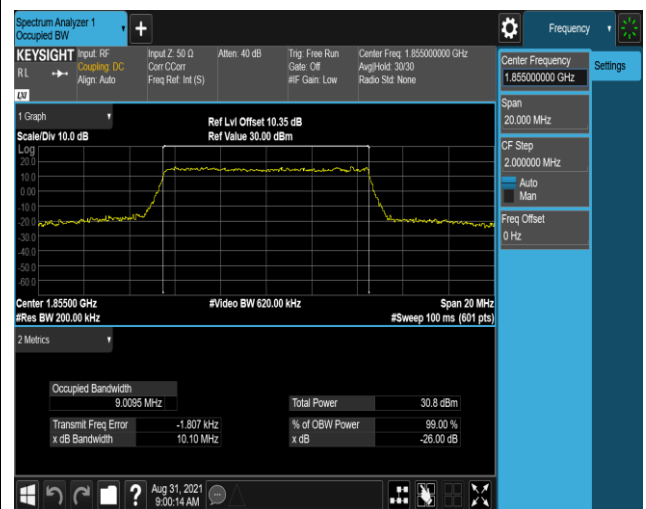 Spectrum Analyzer 1
Occupied BW
+
Frequency
KEYSIGHT
RL
LXI
Input: RF
Coupling: DC
Align: Auto
Input Z: 50 Ω
Corr CCorr
Freq Ref: Int (S)
Atten: 40 dB
Trig: Free Run
Gate: Off
#IF Gain: Low
Center Freq: 1.855000000 GHz
Avg|Hold: 30/30
Radio Std: None
Center Frequency
1.855000000 GHz
Settings
Span
20.000 MHz
CF Step
2.000000 MHz
Auto
Man
Freq Offset
0 Hz
1 Graph
Scale/Div 10.0 dB
Ref Lvl Offset 10.35 dB
Ref Value 30.00 dBm
Log
20.0
10.0
0.00
-10.0
-20.0
-30.0
-40.0
-50.0
-60.0
Center 1.85500 GHz
#Video BW 620.00 kHz
Span 20 MHz
#Res BW 200.00 kHz
#Sweep 100 ms (601 pts)
2 Metrics
Occupied Bandwidth
9.0095 MHz
Total Power 30.8 dBm
Transmit Freq Error -1.807 kHz
% of OBW Power 99.00 %
x dB Bandwidth 10.10 MHz
x dB -26.00 dB
?
Aug 31, 2021
9:00:14 AM